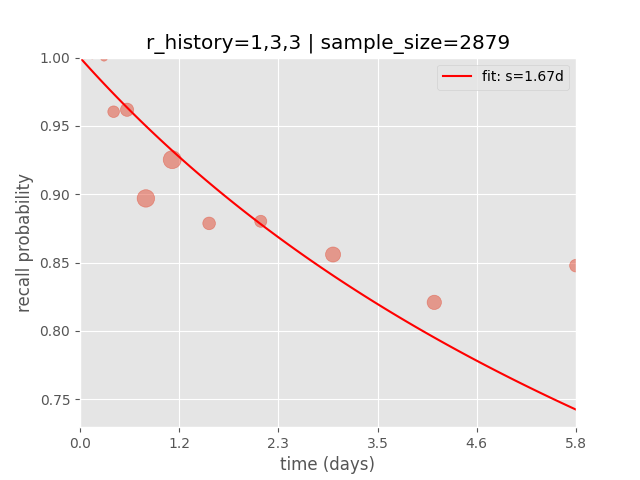 r_history=1,3,3 | sample_size=2879
fit: s=1.67d
1.00
0.95
0.90
0.85
0.80
0.75
recall probability
0.0 1.2 2.3 3.5 4.6 5.8
time (days)